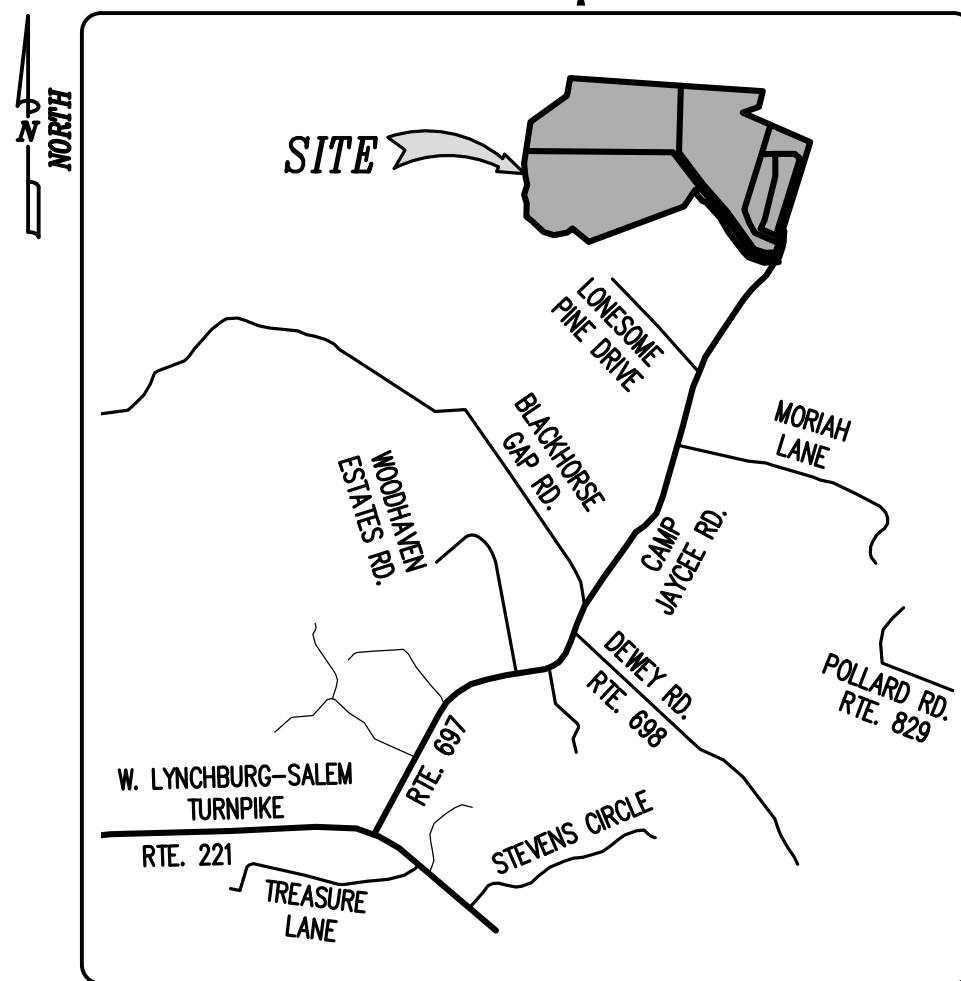 N
NORTH
SITE
LONESOME
PINE DRIVE
BLACKHORSE
GAP RD.
MORIAH
LANE
WOODHAVEN
ESTATES RD.
CAMP
JAYCEE RD.
DEWEY RD.
RTE. 698
POLLARD RD.
RTE. 829
RTE. 697
W. LYNCHBURG-SALEM
TURNPIKE
RTE. 221
STEVENS CIRCLE
TREASURE
LANE